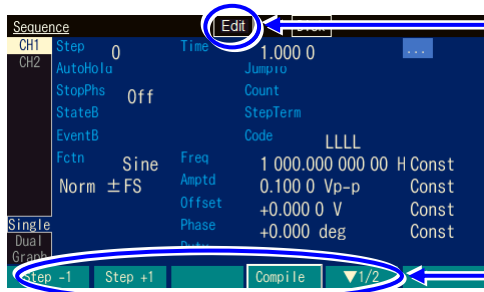 Sequence Edit
CH1 Step 0 Time 1.000 0 ...
CH2 AutoHold JumpTo
StopPhs Off Count
StateB StepTerm
EventB Code LLLL
Fctn Sine Freq 1 000.000 000 00 H Const
Norm ±FS Amptd 0.100 0 Vp-p Const
Offset +0.000 0 V Const
Single Phase +0.000 deg Const
Dual
Graph
Step -1 Step +1 Compile ▼1/2